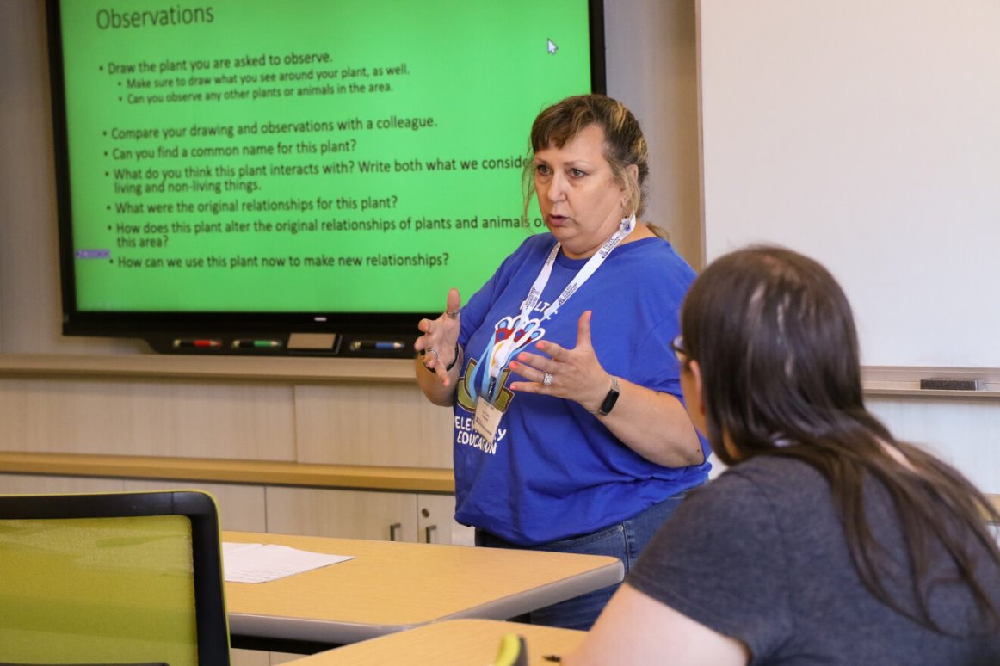 Observations
• Draw the plant you are asked to observe.
• Make sure to draw what you see around your plant, as well.
• Can you observe any other plants or animals in the area.
• Compare your drawing and observations with a colleague.
• Can you find a common name for this plant?
• What do you think this plant interacts with? Write both what we conside
living and non-living things.
• What were the original relationships for this plant?
• How does this plant alter the original relationships of plants and animals o
this area?
• How can we use this plant now to make new relationships?
EDUCATION